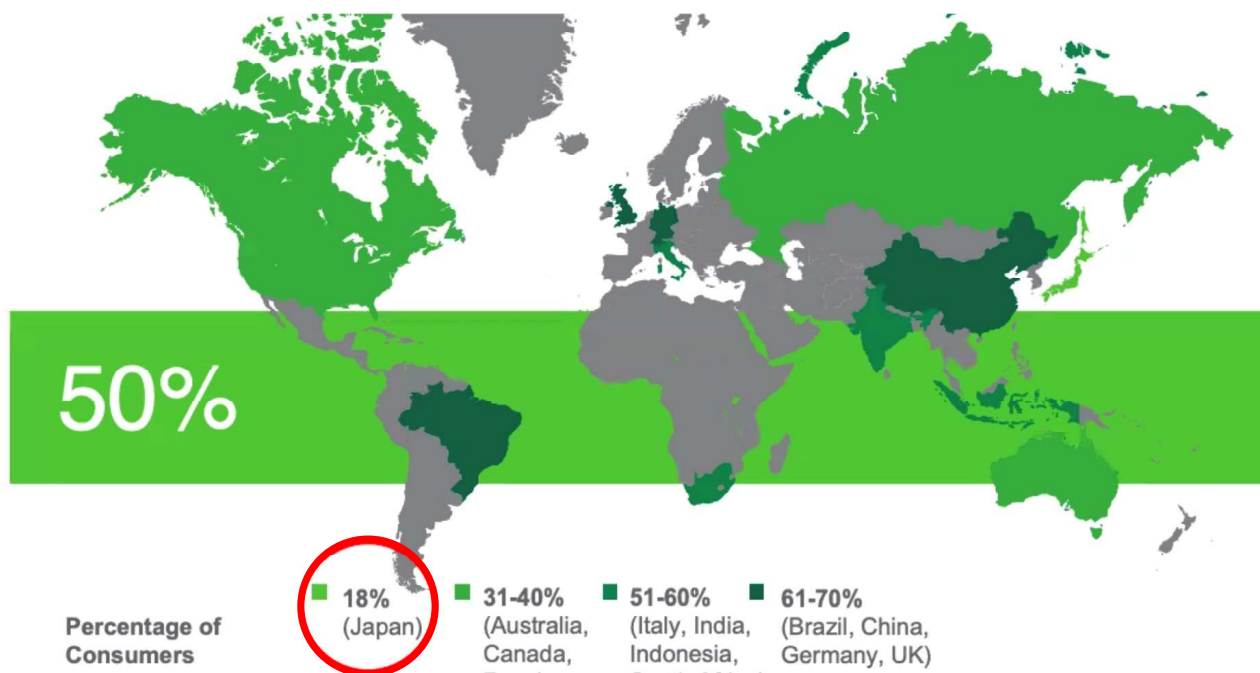 50%
Percentage of
Consumers
18%
(Japan)
31-40%
(Australia,
Canada,
51-60%
(Italy, India,
Indonesia,
61-70%
(Brazil, China,
Germany, UK)